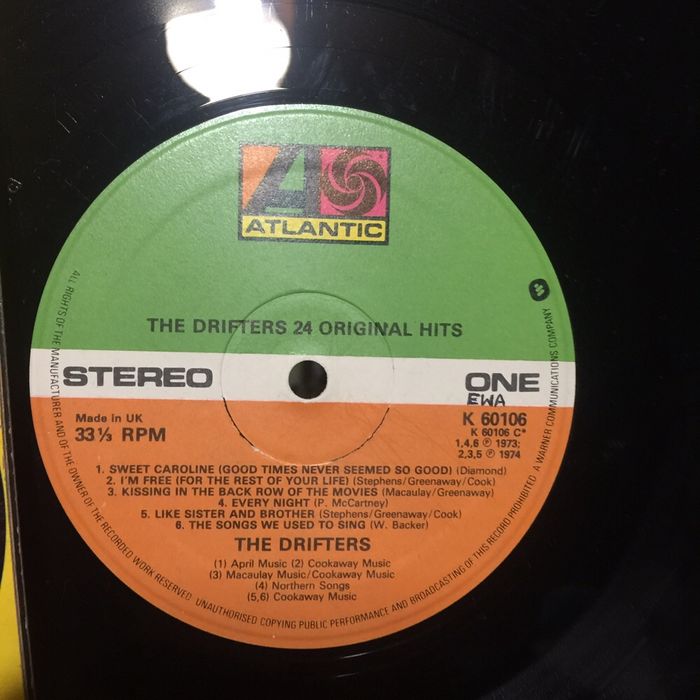 A
ATLANTIC
THE DRIFTERS 24 ORIGINAL HITS
STEREO
ONE
EWA
Made in UK
33⅓ RPM
K 60106
K 60106 C*
1,4,6 ℗ 1973;
2,3,5 ℗ 1974
1. SWEET CAROLINE (GOOD TIMES NEVER SEEMED SO GOOD) (Diamond)
2. I'M FREE (FOR THE REST OF YOUR LIFE) (Stephens/Greenaway/Cook)
3. KISSING IN THE BACK ROW OF THE MOVIES (Macaulay/Greenaway)
4. EVERY NIGHT (P. McCartney)
5. LIKE SISTER AND BROTHER (Stephens/Greenaway/Cook)
6. THE SONGS WE USED TO SING (W. Backer)
THE DRIFTERS
(1) April Music (2) Cookaway Music
(3) Macaulay Music/Cookaway Music
(4) Northern Songs
(5,6) Cookaway Music
ALL RIGHTS OF THE MANUFACTURER AND OF THE OWNER OF THE RECORDED WORK RESERVED. UNAUTHORISED COPYING PUBLIC PERFORMANCE AND BROADCASTING OF THIS RECORD PROHIBITED. A WARNER COMMUNICATIONS COMPANY